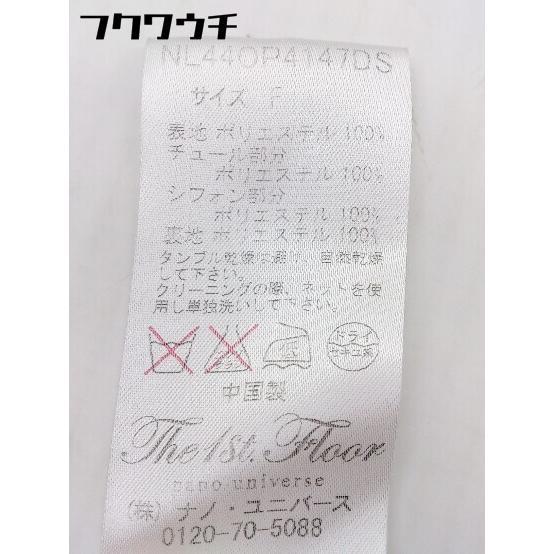 フクワウチ
NL44OP4147DS
サイズ F
表地 ポリエステル 100%
チュール部分
ポリエステル 100%
シフォン部分
ポリエステル 100%
裏地 ポリエステル 100%
タンブル乾燥は避け、自然乾燥
して下さい。
クリーニングの際、ネットを使
用し単独洗いして下さい。
低
ドライ
セキユ系
中国製
The 1st. Floor
nano・universe
(株) ナノ・ユニバース
0120-70-5088